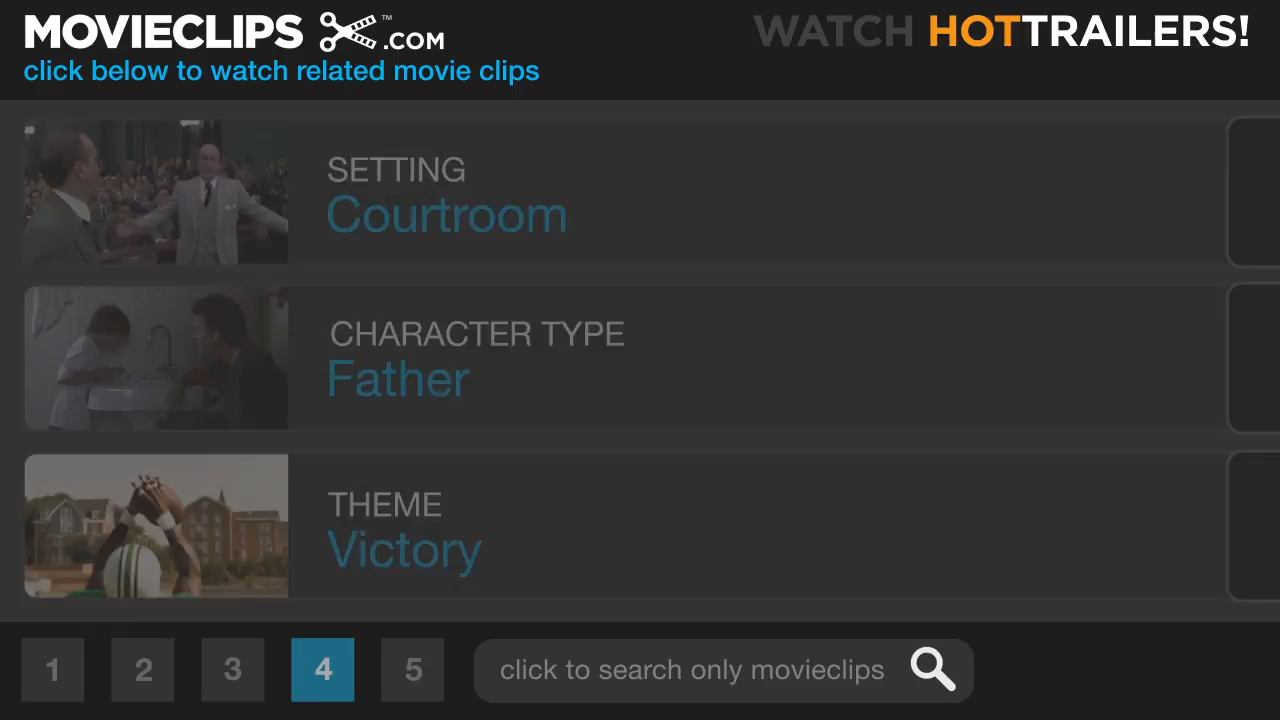 MOVIECLIPS ™ .COM
WATCH HOTTRAILERS!
click below to watch related movie clips
SETTING
Courtroom
CHARACTER TYPE
Father
THEME
Victory
1 2 3 4 5
click to search only movieclips